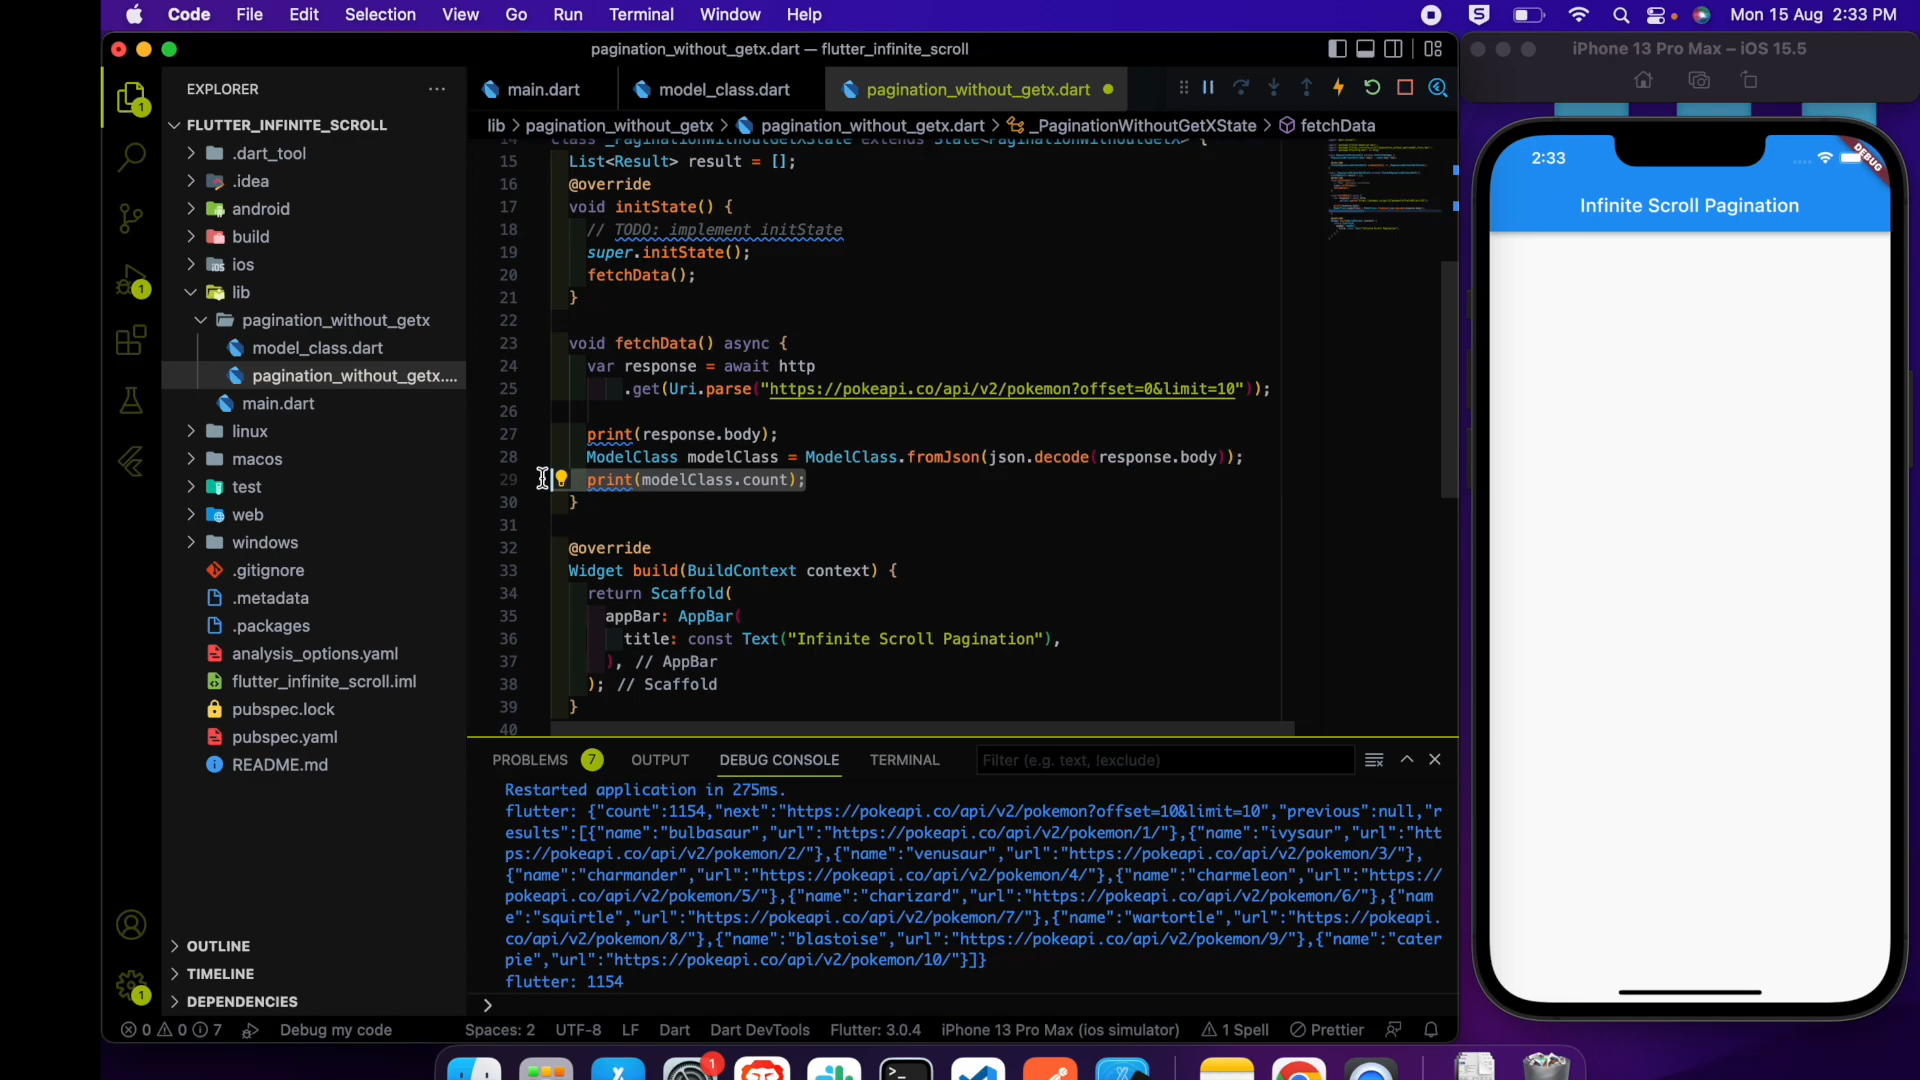 Code File Edit Selection View Go Run Terminal Window Help
Mon 15 Aug 2:33 PM
pagination_without_getx.dart — flutter_infinite_scroll
iPhone 13 Pro Max – iOS 15.5
EXPLORER
main.dart
model_class.dart
pagination_without_getx.dart
lib > pagination_without_getx > pagination_without_getx.dart > _PaginationWithoutGetXState > fetchData
FLUTTER_INFINITE_SCROLL
.dart_tool
.idea
android
build
ios
lib
pagination_without_getx
model_class.dart
pagination_without_getx....
main.dart
linux
macos
test
web
windows
.gitignore
.metadata
.packages
analysis_options.yaml
flutter_infinite_scroll.iml
pubspec.lock
pubspec.yaml
README.md
OUTLINE
TIMELINE
DEPENDENCIES
1
1
1
14 class _PaginationWithoutGetXState extends State<PaginationWithoutGetX> {
15 List<Result> result = [];
16 @override
17 void initState() {
18 // TODO: implement initState
19 super.initState();
20 fetchData();
21 }
22
23 void fetchData() async {
24 var response = await http
25 .get(Uri.parse("https://pokeapi.co/api/v2/pokemon?offset=0&limit=10"));
26
27 print(response.body);
28 ModelClass modelClass = ModelClass.fromJson(json.decode(response.body));
29 print(modelClass.count);
30 }
31
32 @override
33 Widget build(BuildContext context) {
34 return Scaffold(
35 appBar: AppBar(
36 title: const Text("Infinite Scroll Pagination"),
37 ), // AppBar
38 ); // Scaffold
39 }
40
PROBLEMS 7 OUTPUT DEBUG CONSOLE TERMINAL Filter (e.g. text, !exclude)
Restarted application in 275ms.
flutter: {"count":1154,"next":"https://pokeapi.co/api/v2/pokemon?offset=10&limit=10","previous":null,"r
esults":[{"name":"bulbasaur","url":"https://pokeapi.co/api/v2/pokemon/1/"},{"name":"ivysaur","url":"htt
ps://pokeapi.co/api/v2/pokemon/2/"},{"name":"venusaur","url":"https://pokeapi.co/api/v2/pokemon/3/"},
{"name":"charmander","url":"https://pokeapi.co/api/v2/pokemon/4/"},{"name":"charmeleon","url":"https://
pokeapi.co/api/v2/pokemon/5/"},{"name":"charizard","url":"https://pokeapi.co/api/v2/pokemon/6/"},{"nam
e":"squirtle","url":"https://pokeapi.co/api/v2/pokemon/7/"},{"name":"wartortle","url":"https://pokeapi.
co/api/v2/pokemon/8/"},{"name":"blastoise","url":"https://pokeapi.co/api/v2/pokemon/9/"},{"name":"cater
pie","url":"https://pokeapi.co/api/v2/pokemon/10/"}]}
flutter: 1154
>
0 0 7 Debug my code Spaces: 2 UTF-8 LF Dart Dart DevTools Flutter: 3.0.4 iPhone 13 Pro Max (ios simulator) 1 Spell Prettier
1
2:33
DEBUG
Infinite Scroll Pagination